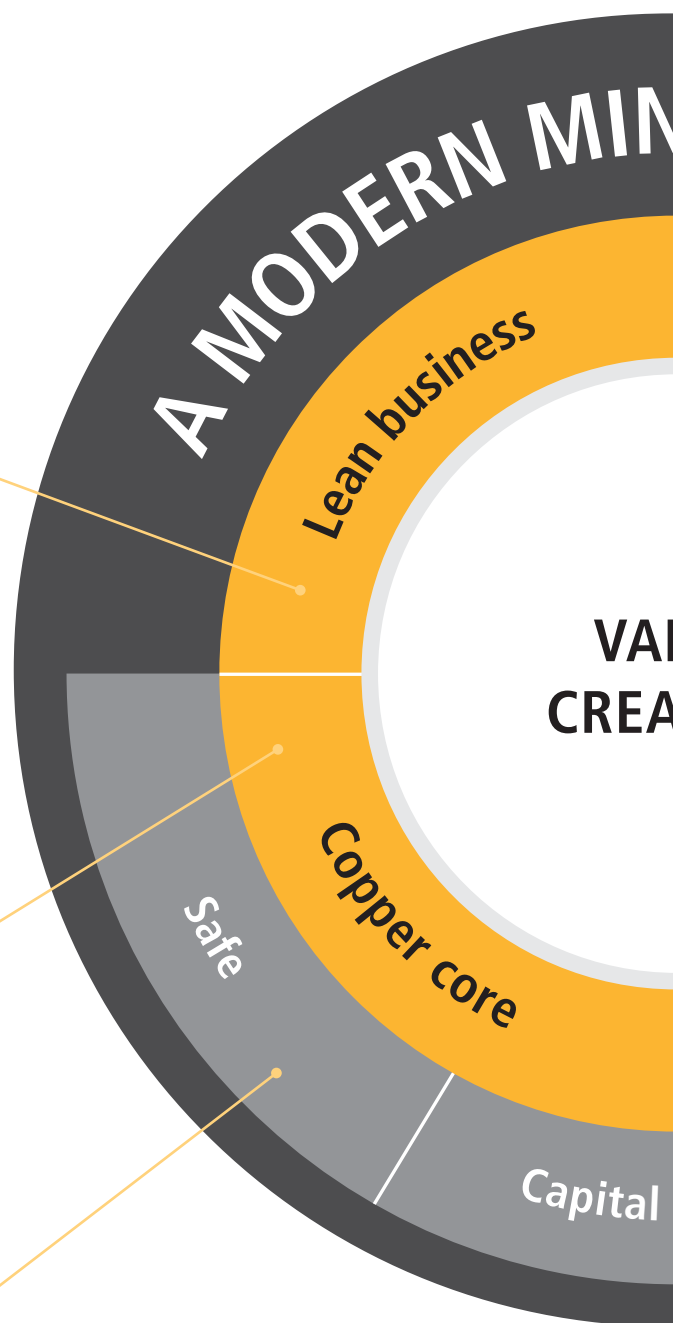 A MODERN MIN
Lean business
VAL
CREA
Copper core
Safe
Capital